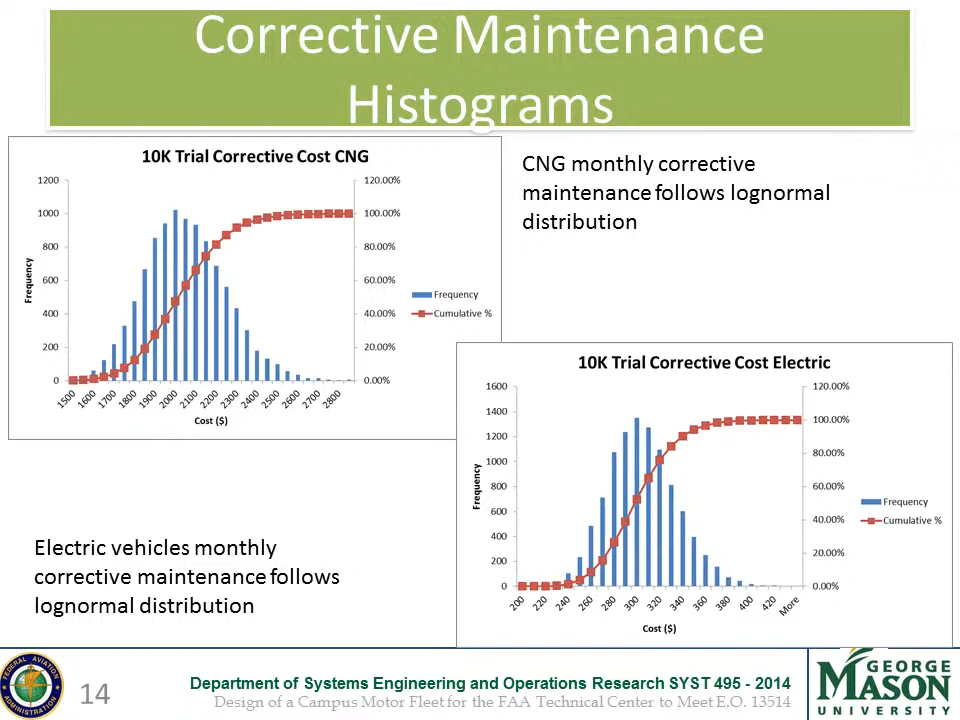 Corrective Maintenance
Histograms
10K Trial Corrective Cost CNG
1200
1000
800
600
400
200
0
120.00%
100.00%
80.00%
60.00%
40.00%
20.00%
0.00%
Frequency
1500
1600
1700
1800
1900
2000
2100
2200
2300
2400
2500
2600
2700
2800
Cost ($)
Frequency
Cumulative %
CNG monthly corrective
maintenance follows lognormal
distribution
10K Trial Corrective Cost Electric
1600
1400
1200
1000
800
600
400
200
0
120.00%
100.00%
80.00%
60.00%
40.00%
20.00%
0.00%
Frequency
200
220
240
260
280
300
320
340
360
380
400
420
More
Cost ($)
Frequency
Cumulative %
Electric vehicles monthly
corrective maintenance follows
lognormal distribution
FEDERAL AVIATION
ADMINISTRATION
14
Department of Systems Engineering and Operations Research SYST 495 - 2014
Design of a Campus Motor Fleet for the FAA Technical Center to Meet E.O. 13514
GEORGE
MASON
UNIVERSITY